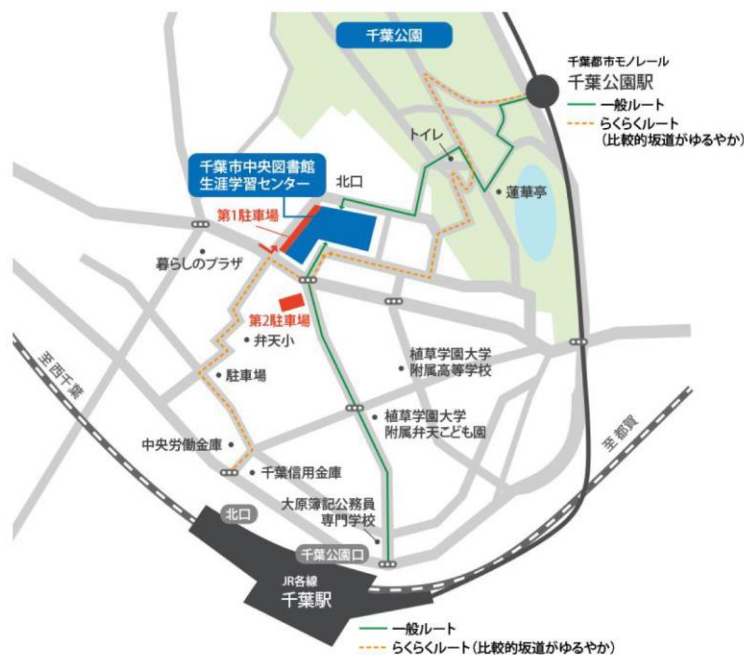 千葉公園
千葉都市モノレール
千葉公園駅
一般ルート
らくらくルート
(比較的坂道がゆるやか)
トイレ
千葉市中央図書館
生涯学習センター
北口
蓮華亭
第1駐車場
暮らしのプラザ
第2駐車場
弁天小
至西千葉
駐車場
植草学園大学
附属高等学校
植草学園大学
附属弁天こども園
至都賀
中央労働金庫
千葉信用金庫
大原簿記公務員
専門学校
北口
千葉公園口
JR各線
千葉駅
一般ルート
らくらくルート(比較的坂道がゆるやか)